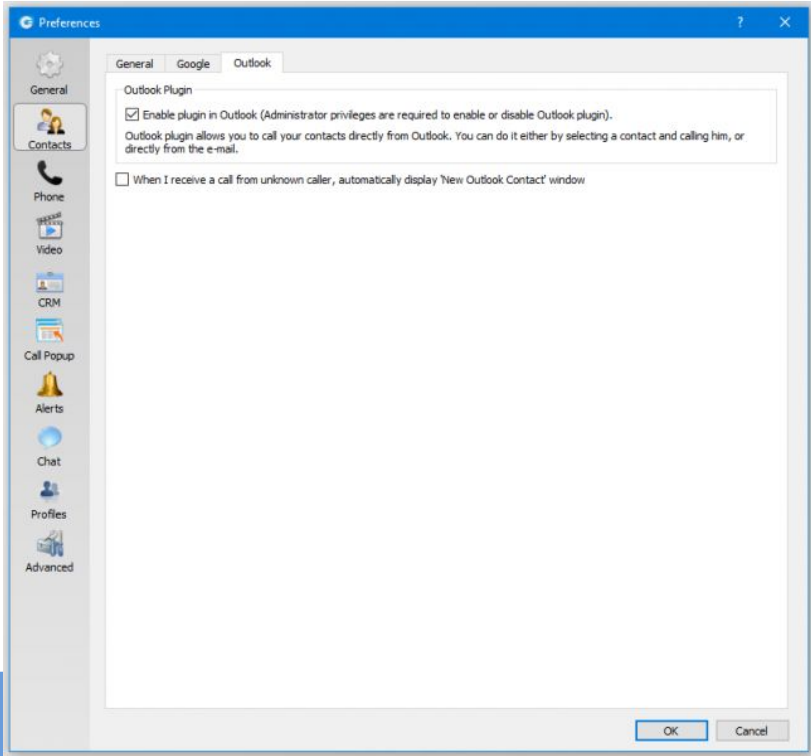 Preferences
General
Contacts
Phone
Video
CRM
Call Popup
Alerts
Chat
Profiles
Advanced
General Google Outlook
Outlook Plugin
Enable plugin in Outlook (Administrator privileges are required to enable or disable Outlook plugin).
Outlook plugin allows you to call your contacts directly from Outlook. You can do it either by selecting a contact and calling him, or
directly from the e-mail.
When I receive a call from unknown caller, automatically display 'New Outlook Contact' window
OK Cancel